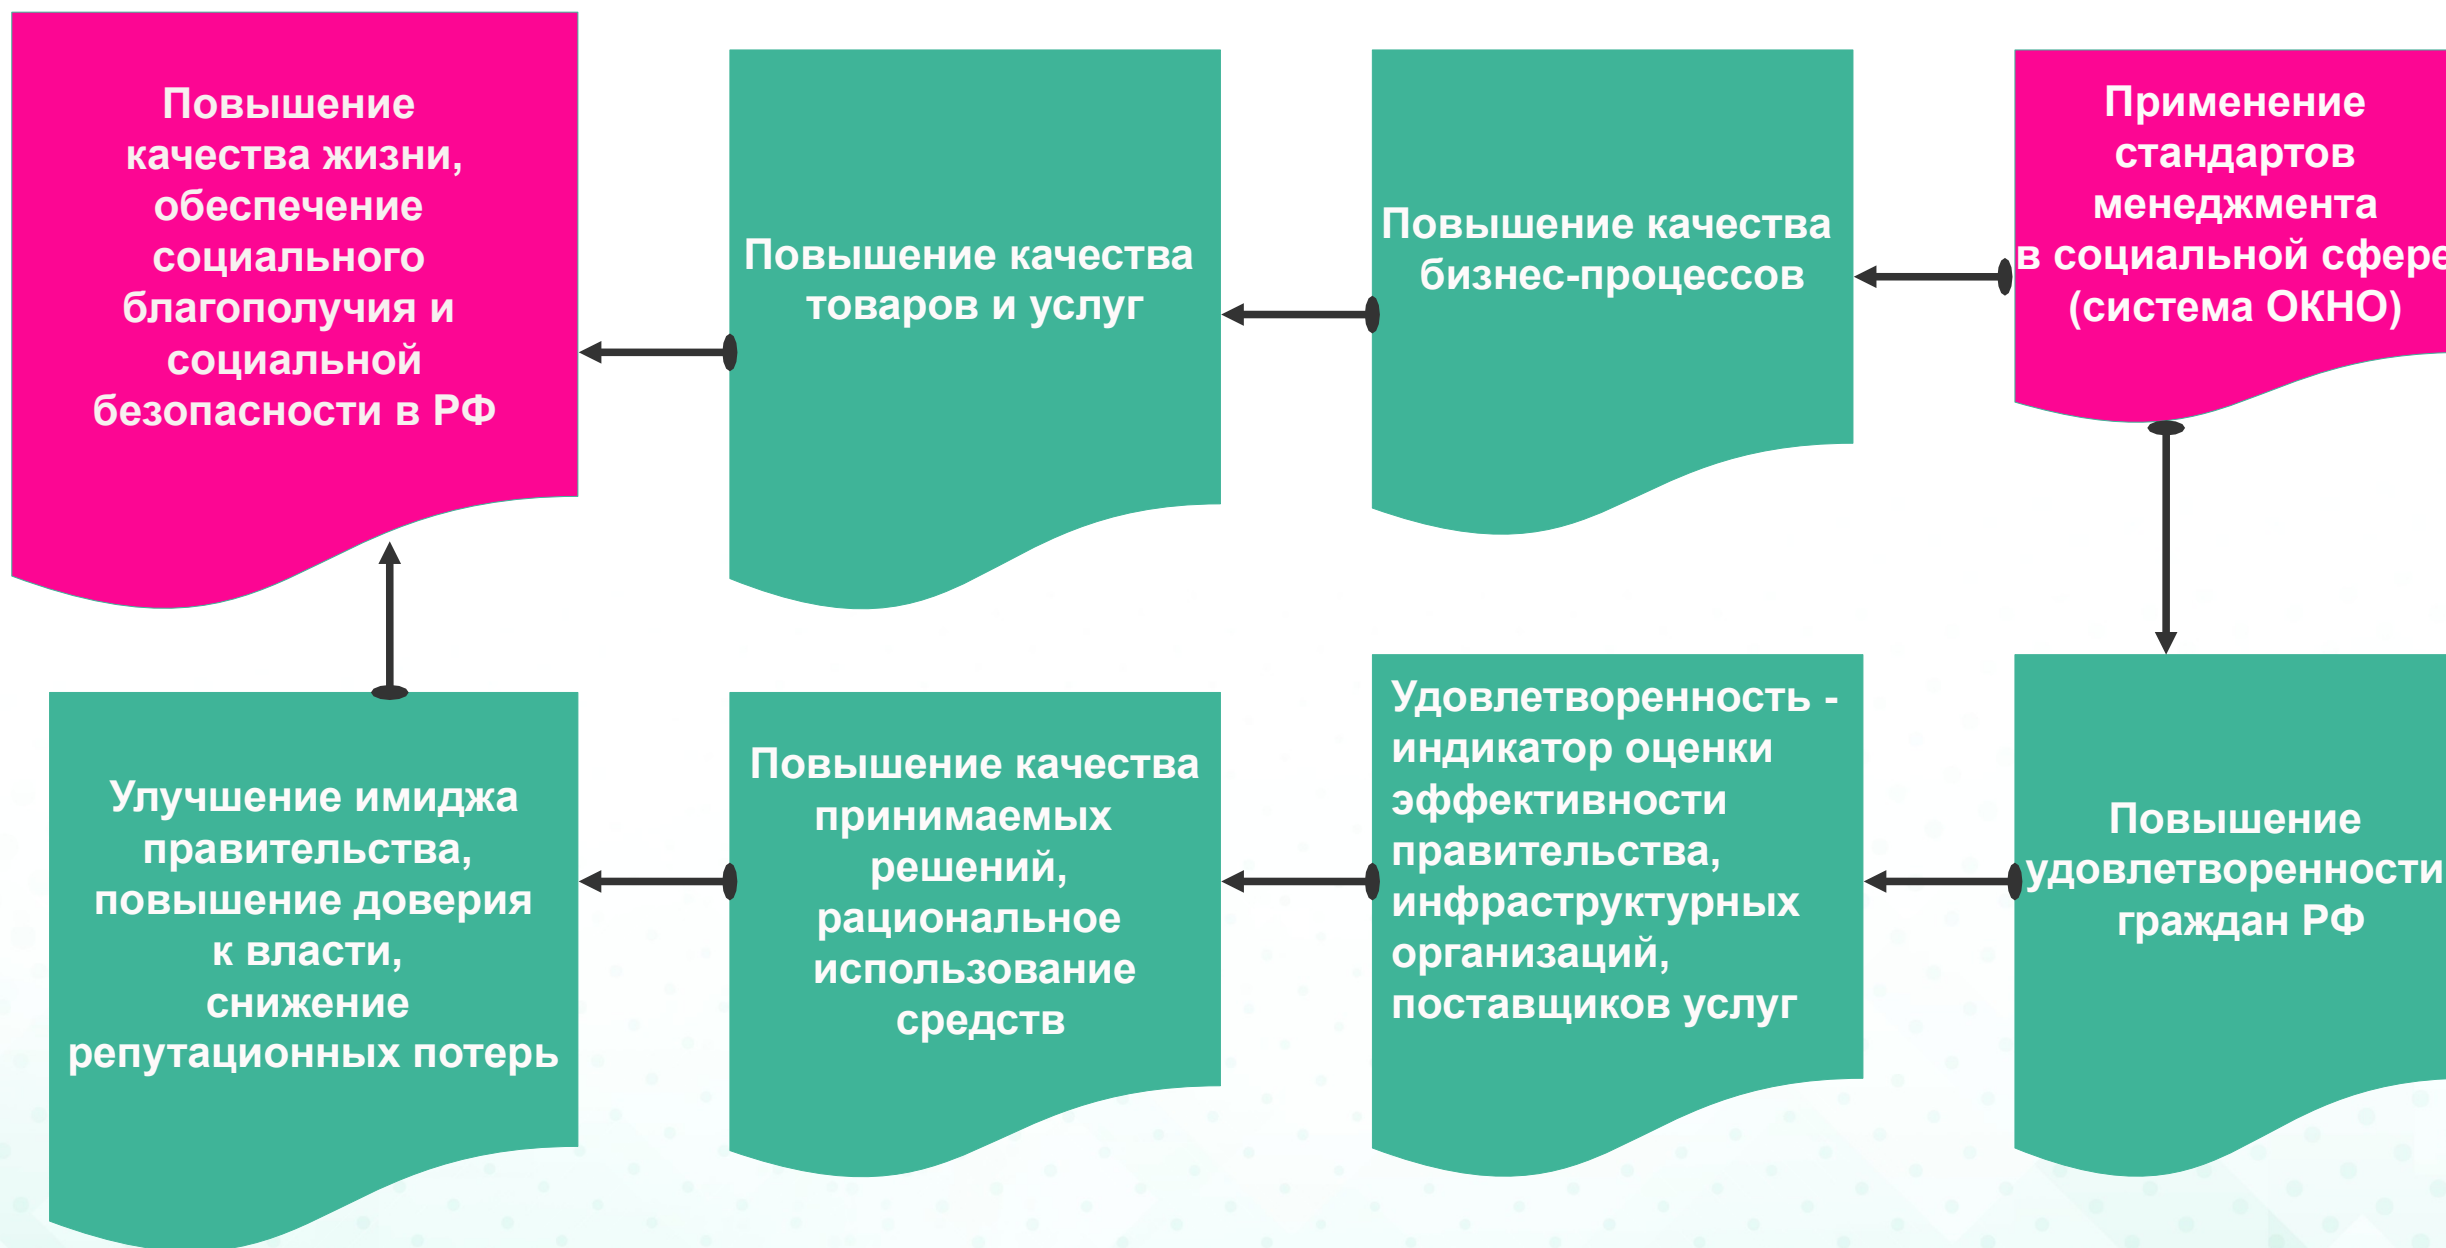 Повышение
качества жизни,
обеспечение
социального
благополучия и
социальной
безопасности в РФ
Повышение качества
товаров и услуг
Повышение качества
бизнес-процессов
Применение
стандартов
менеджмента
в социальной сфере
(система ОКНО)
Улучшение имиджа
правительства,
повышение доверия
к власти,
снижение
репутационных потерь
Повышение качества
принимаемых
решений,
рациональное
использование
средств
Удовлетворенность -
индикатор оценки
эффективности
правительства,
инфраструктурных
организаций,
поставщиков услуг
Повышение
удовлетворенности
граждан РФ